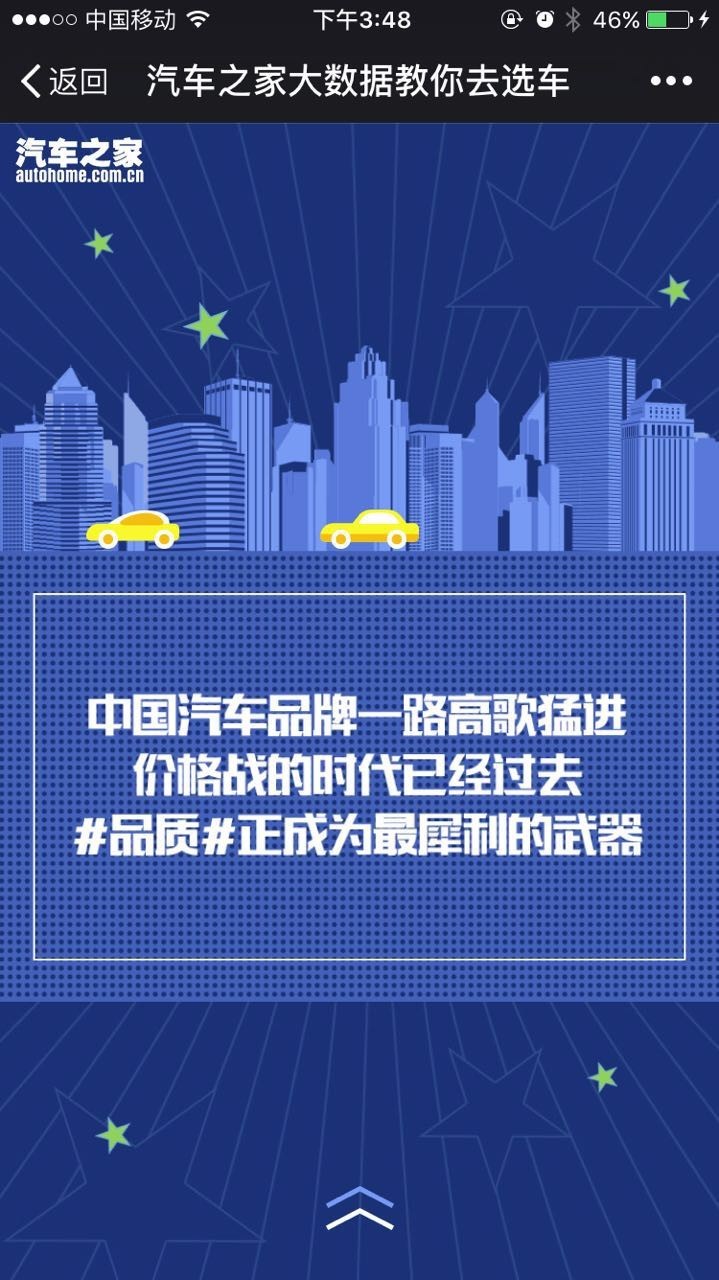 中国移动 下午3:48 46%
返回 汽车之家大数据教你去选车
汽车之家
autohome.com.cn
中国汽车品牌一路高歌猛进
价格战的时代已经过去
#品质#正成为最犀利的武器